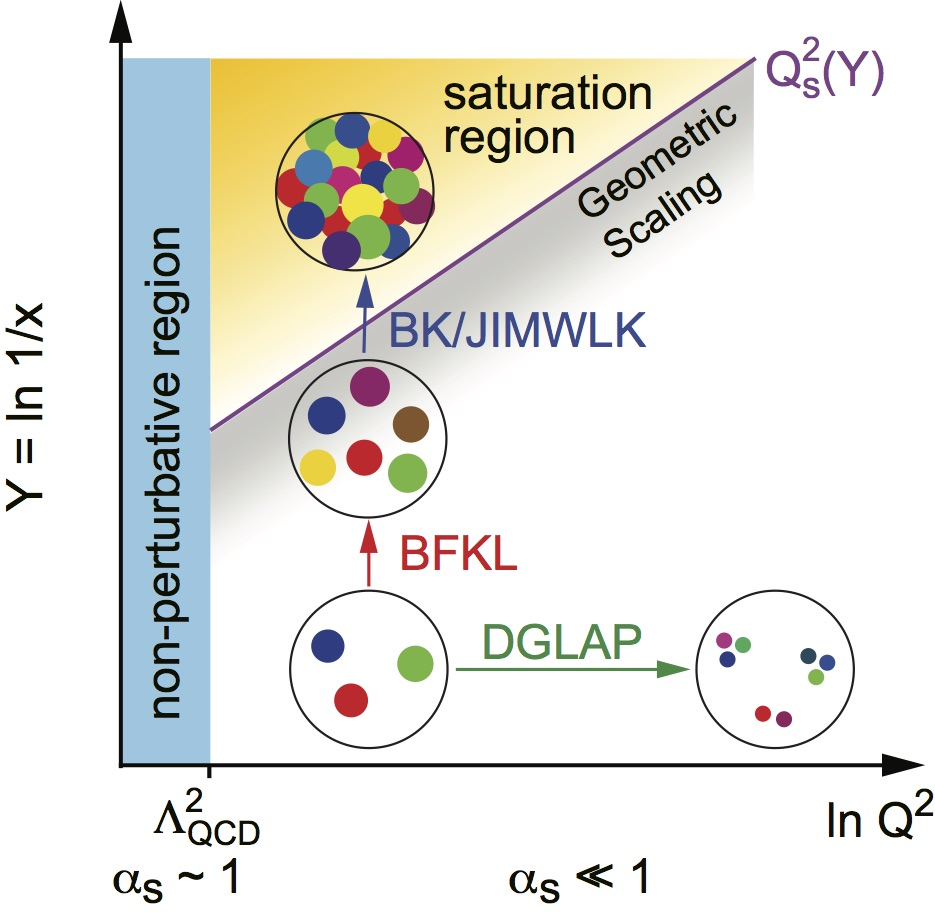 Q²ₛ(Y)
saturation
region
Geometric
Scaling
non-perturbative region
Y = ln 1/x
BK/JIMWLK
BFKL
DGLAP
Λ²QCD
ln Q²
αₛ ~ 1
αₛ ≪ 1